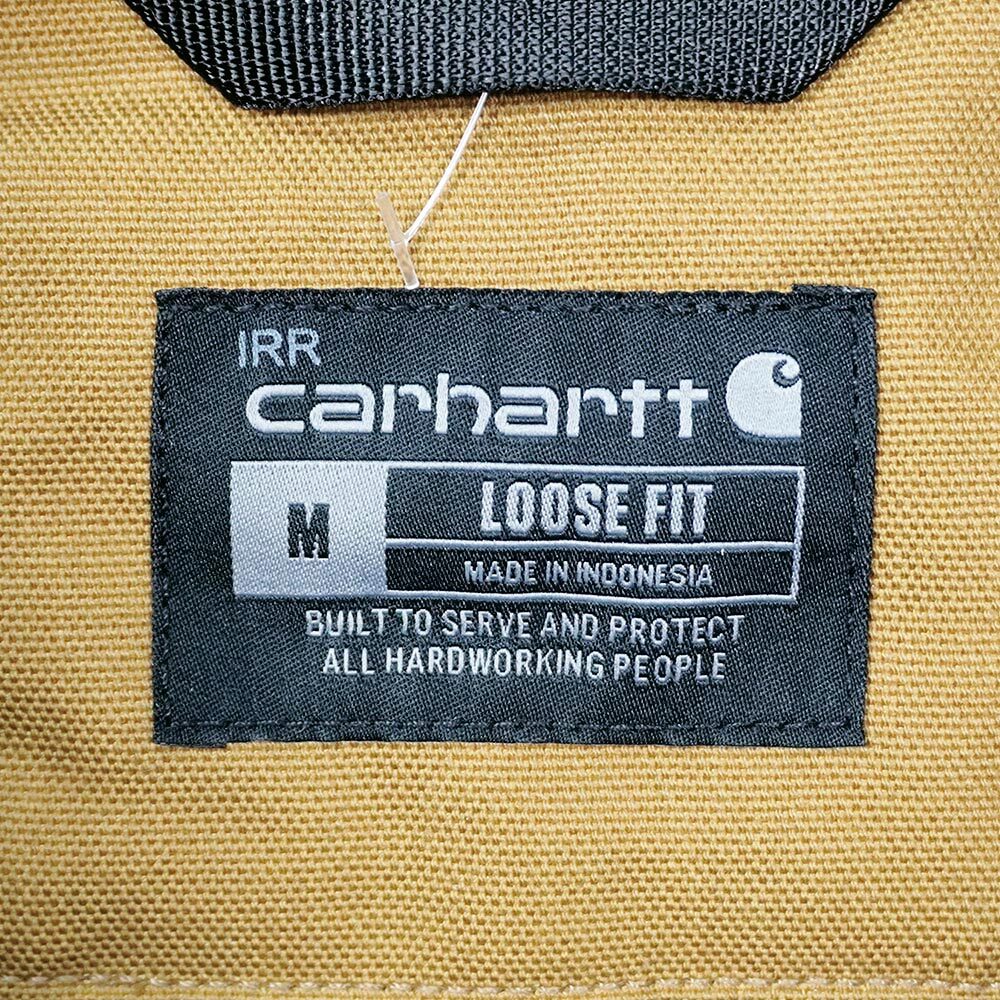 IRR
carhartt
M
LOOSE FIT
MADE IN INDONESIA
BUILT TO SERVE AND PROTECT
ALL HARDWORKING PEOPLE